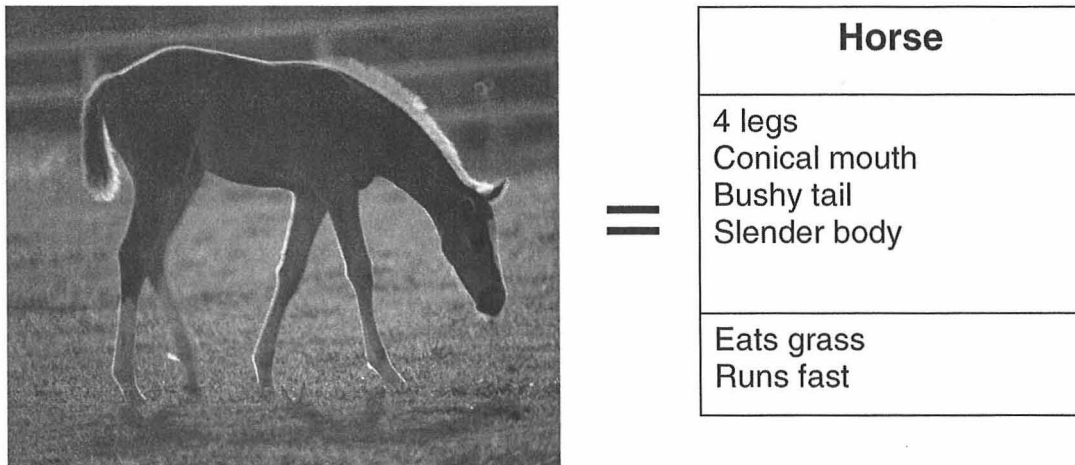 Horse
4 legs
Conical mouth
Bushy tail
Slender body
Eats grass
Runs fast